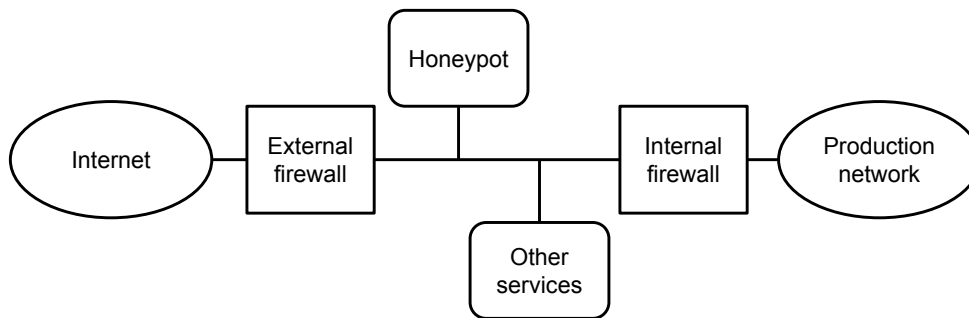 Honeypot
Internet
External
firewall
Internal
firewall
Production
network
Other
services